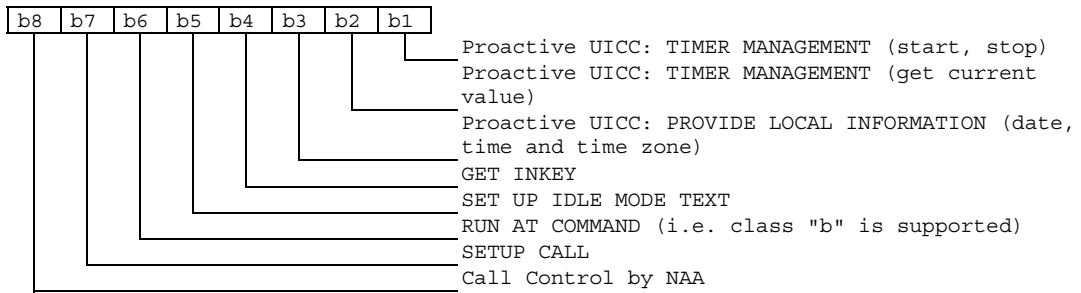 b8 b7 b6 b5 b4 b3 b2 b1
Proactive UICC: TIMER MANAGEMENT (start, stop)
Proactive UICC: TIMER MANAGEMENT (get current
value)
Proactive UICC: PROVIDE LOCAL INFORMATION (date,
time and time zone)
GET INKEY
SET UP IDLE MODE TEXT
RUN AT COMMAND (i.e. class "b" is supported)
SETUP CALL
Call Control by NAA